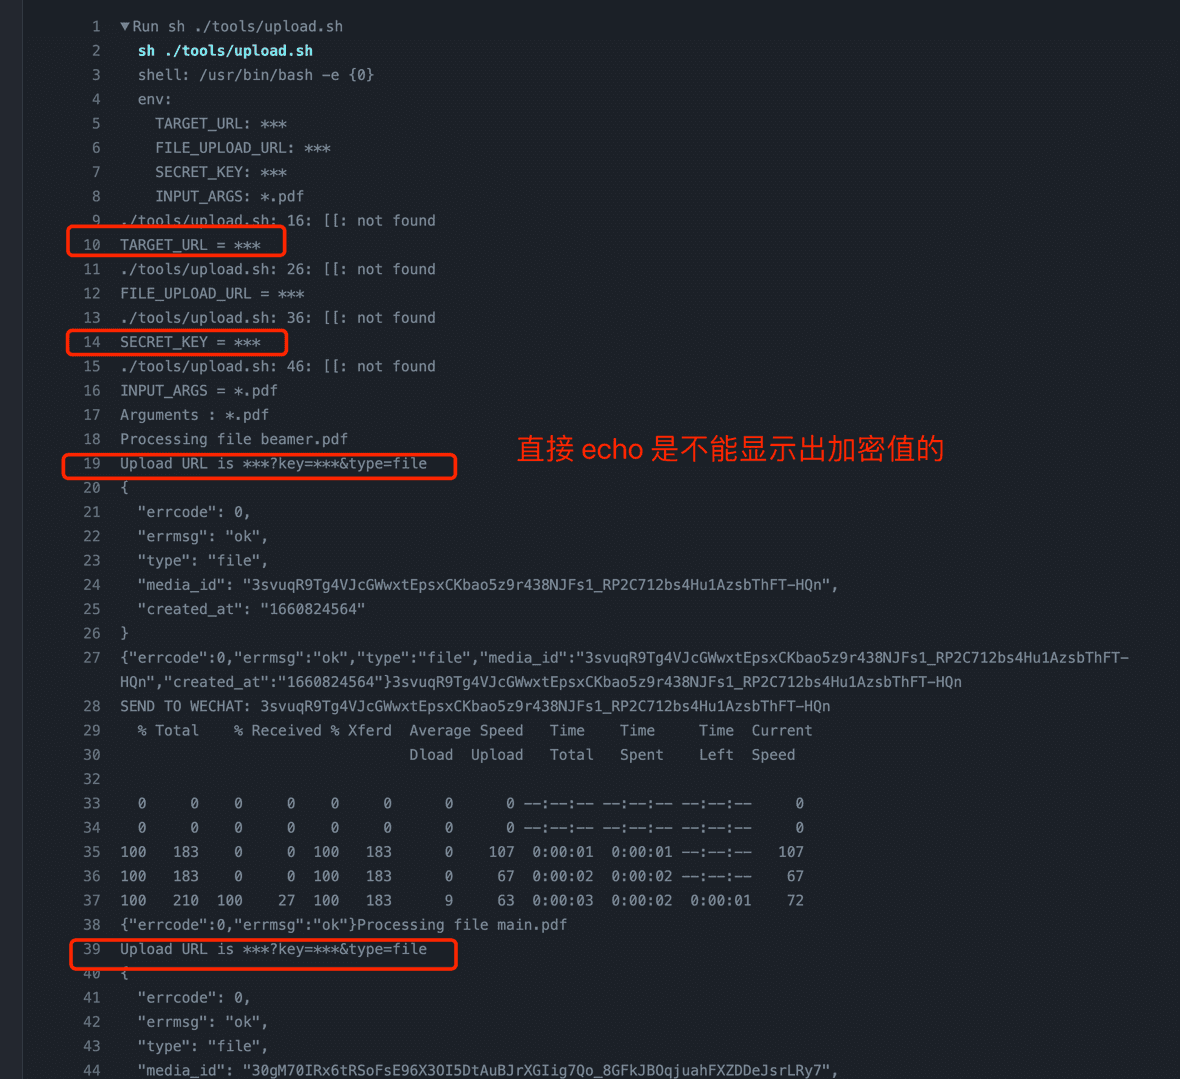 1 ▼Run sh ./tools/upload.sh
2 sh ./tools/upload.sh
3 shell: /usr/bin/bash -e {0}
4 env:
5 TARGET_URL: ***
6 FILE_UPLOAD_URL: ***
7 SECRET_KEY: ***
8 INPUT_ARGS: *.pdf
9 ./tools/upload.sh: 16: [[: not found
10 TARGET_URL = ***
11 ./tools/upload.sh: 26: [[: not found
12 FILE_UPLOAD_URL = ***
13 ./tools/upload.sh: 36: [[: not found
14 SECRET_KEY = ***
15 ./tools/upload.sh: 46: [[: not found
16 INPUT_ARGS = *.pdf
17 Arguments : *.pdf
18 Processing file beamer.pdf
直接 echo 是不能显示出加密值的
19 Upload URL is ***?key=***&type=file
20 {
21 "errcode": 0,
22 "errmsg": "ok",
23 "type": "file",
24 "media_id": "3svuqR9Tg4VJcGWwxtEpsxCKbao5z9r438NJFs1_RP2C712bs4Hu1AzsbThFT-HQn",
25 "created_at": "1660824564"
26 }
27 {"errcode":0,"errmsg":"ok","type":"file","media_id":"3svuqR9Tg4VJcGWwxtEpsxCKbao5z9r438NJFs1_RP2C712bs4Hu1AzsbThFT-
HQn","created_at":"1660824564"}3svuqR9Tg4VJcGWwxtEpsxCKbao5z9r438NJFs1_RP2C712bs4Hu1AzsbThFT-HQn
28 SEND TO WECHAT: 3svuqR9Tg4VJcGWwxtEpsxCKbao5z9r438NJFs1_RP2C712bs4Hu1AzsbThFT-HQn
29 % Total % Received % Xferd Average Speed Time Time Time Current
30 Dload Upload Total Spent Left Speed
32
33 0 0 0 0 0 0 0 0 --:--:-- --:--:-- --:--:-- 0
34 0 0 0 0 0 0 0 0 --:--:-- --:--:-- --:--:-- 0
35 100 183 0 0 100 183 0 107 0:00:01 0:00:01 --:--:-- 107
36 100 183 0 0 100 183 0 67 0:00:02 0:00:02 --:--:-- 67
37 100 210 100 27 100 183 9 63 0:00:03 0:00:02 0:00:01 72
38 {"errcode":0,"errmsg":"ok"}Processing file main.pdf
39 Upload URL is ***?key=***&type=file
40 {
41 "errcode": 0,
42 "errmsg": "ok",
43 "type": "file",
44 "media_id": "30gM70IRx6tRSoFsE96X3OI5DtAuBJrXGIig7Qo_8GFkJBOqjuahFXZDDeJsrLRy7",